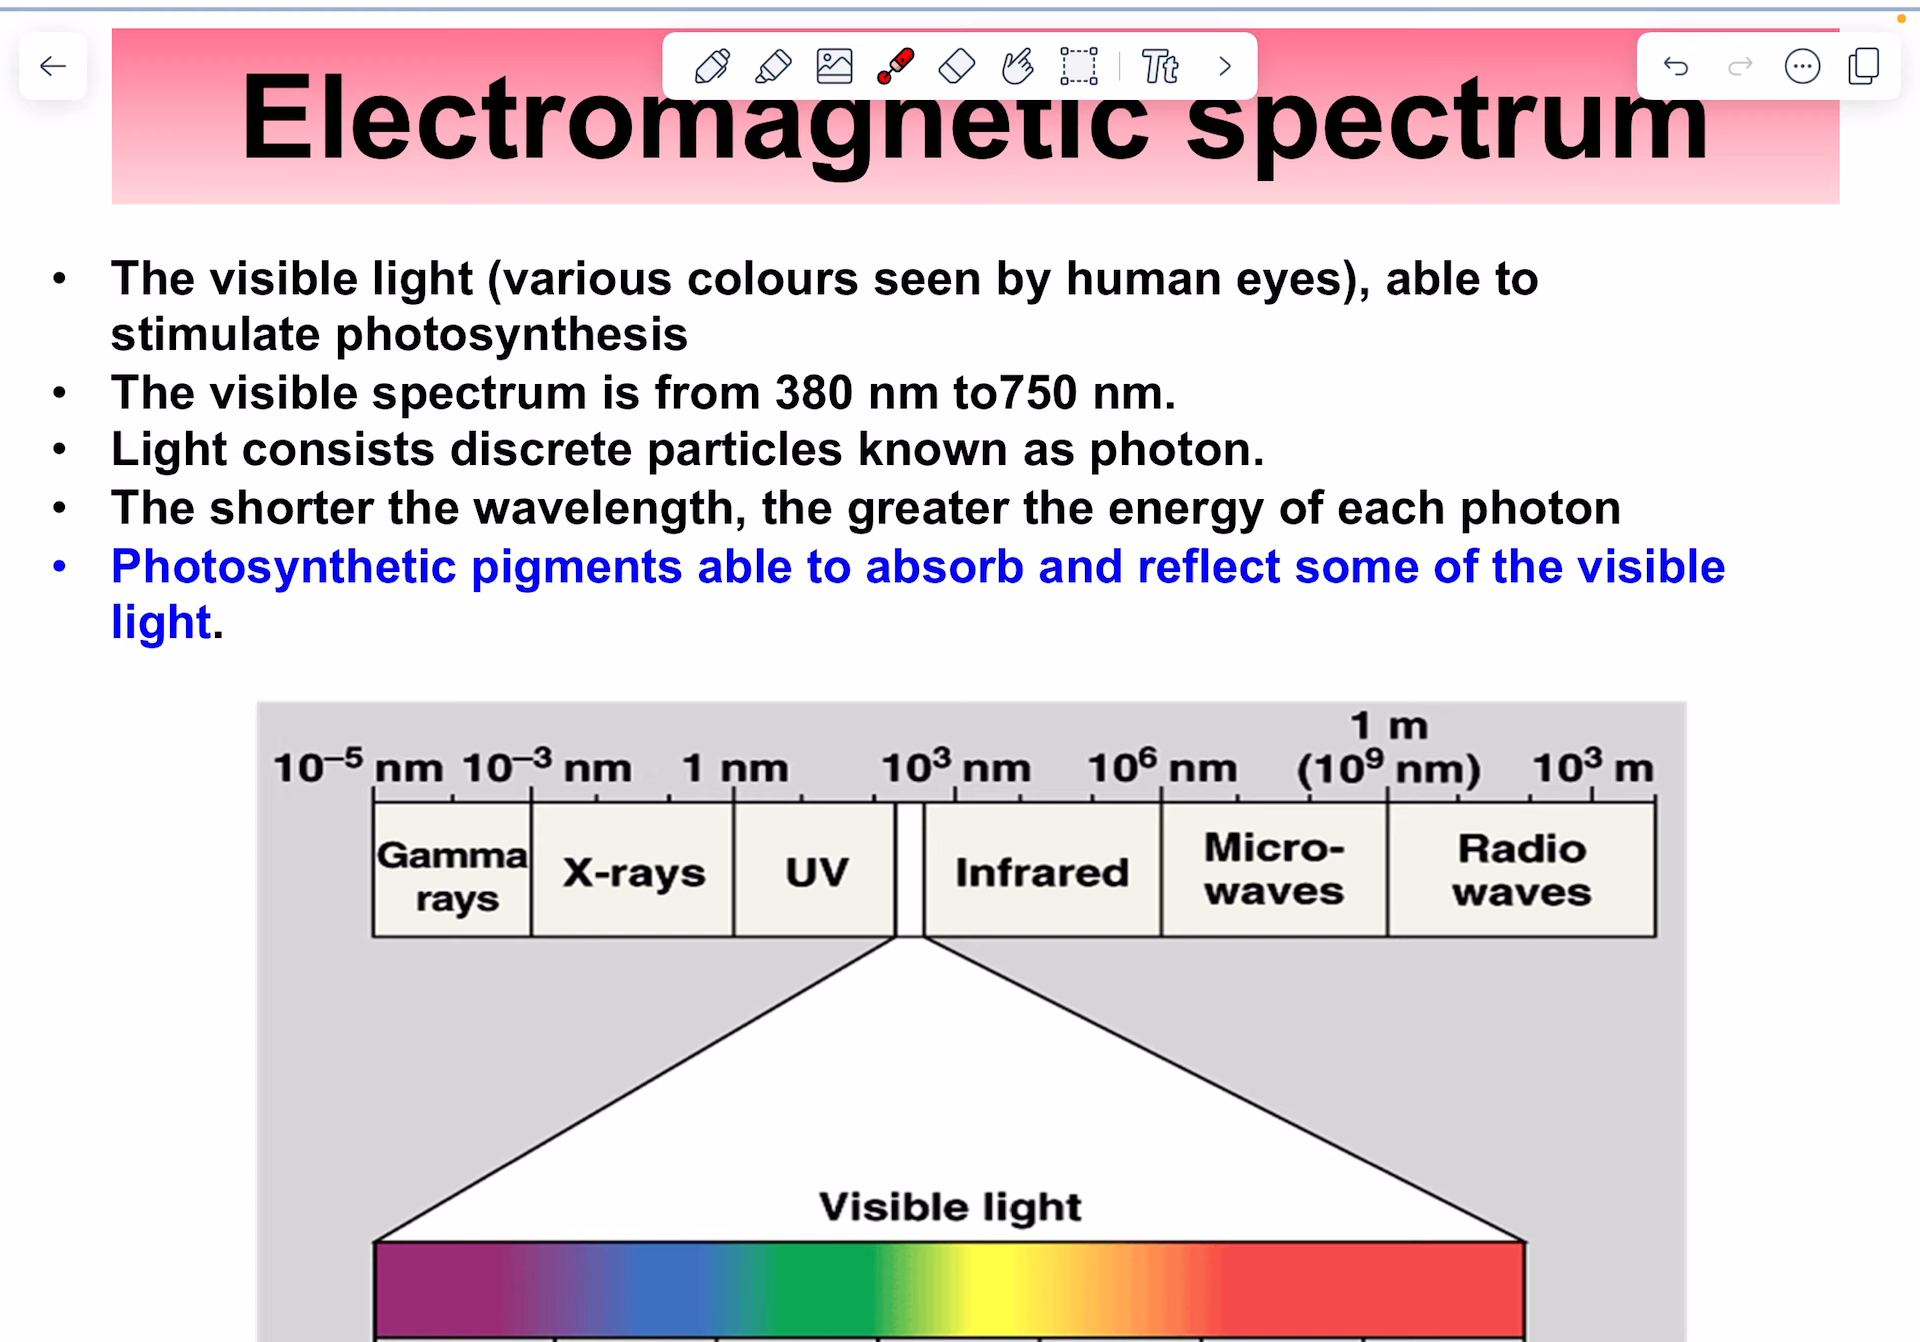 Electromagnetic spectrum
Tt
• The visible light (various colours seen by human eyes), able to
stimulate photosynthesis
• The visible spectrum is from 380 nm to750 nm.
• Light consists discrete particles known as photon.
• The shorter the wavelength, the greater the energy of each photon
• Photosynthetic pigments able to absorb and reflect some of the visible
light.
1 m
10⁻⁵ nm 10⁻³ nm 1 nm 10³ nm 10⁶ nm (10⁹ nm) 10³ m
Gamma rays
X-rays
UV
Infrared
Micro-
waves
Radio
waves
Visible light